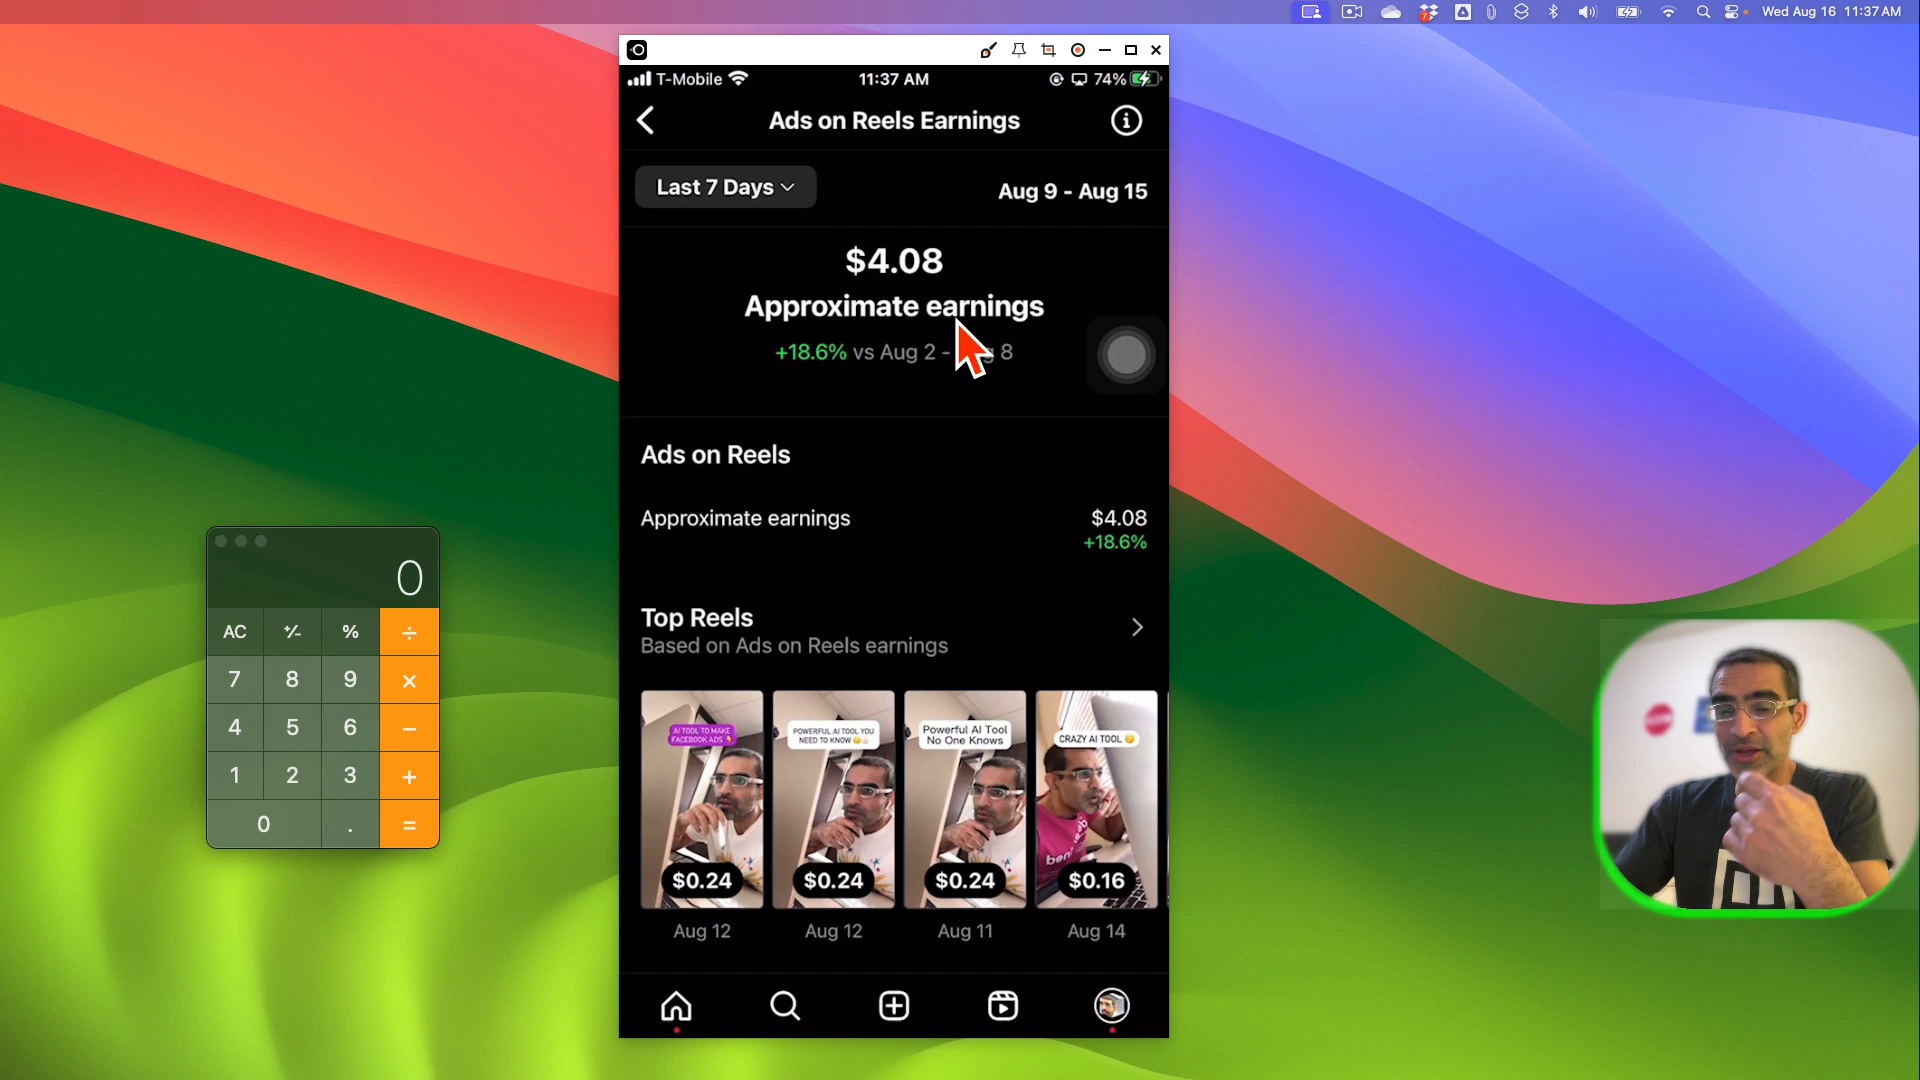 Wed Aug 16 11:37 AM
T-Mobile 11:37 AM 74%
Ads on Reels Earnings
Last 7 Days Aug 9 - Aug 15
$4.08
Approximate earnings
+18.6% vs Aug 2 - 8
Ads on Reels
Approximate earnings $4.08
+18.6%
Top Reels
Based on Ads on Reels earnings
AI TOOL TO MAKE
FACEBOOK ADS
POWERFUL AI TOOL YOU
NEED TO KNOW
Powerful AI Tool
No One Knows
CRAZY AI TOOL
$0.24 $0.24 $0.24 $0.16
Aug 12 Aug 12 Aug 11 Aug 14
0
AC +/- % ÷
7 8 9 ×
4 5 6 −
1 2 3 +
0 . =